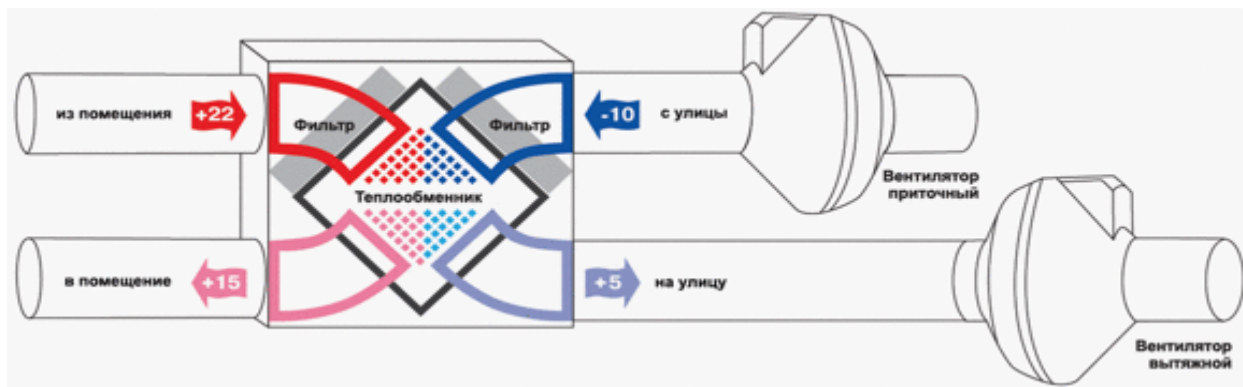 из помещения
+22
Фильтр
Фильтр
-10
с улицы
Вентилятор
приточный
Теплообменник
в помещение
+15
+5
на улицу
Вентилятор
вытяжной